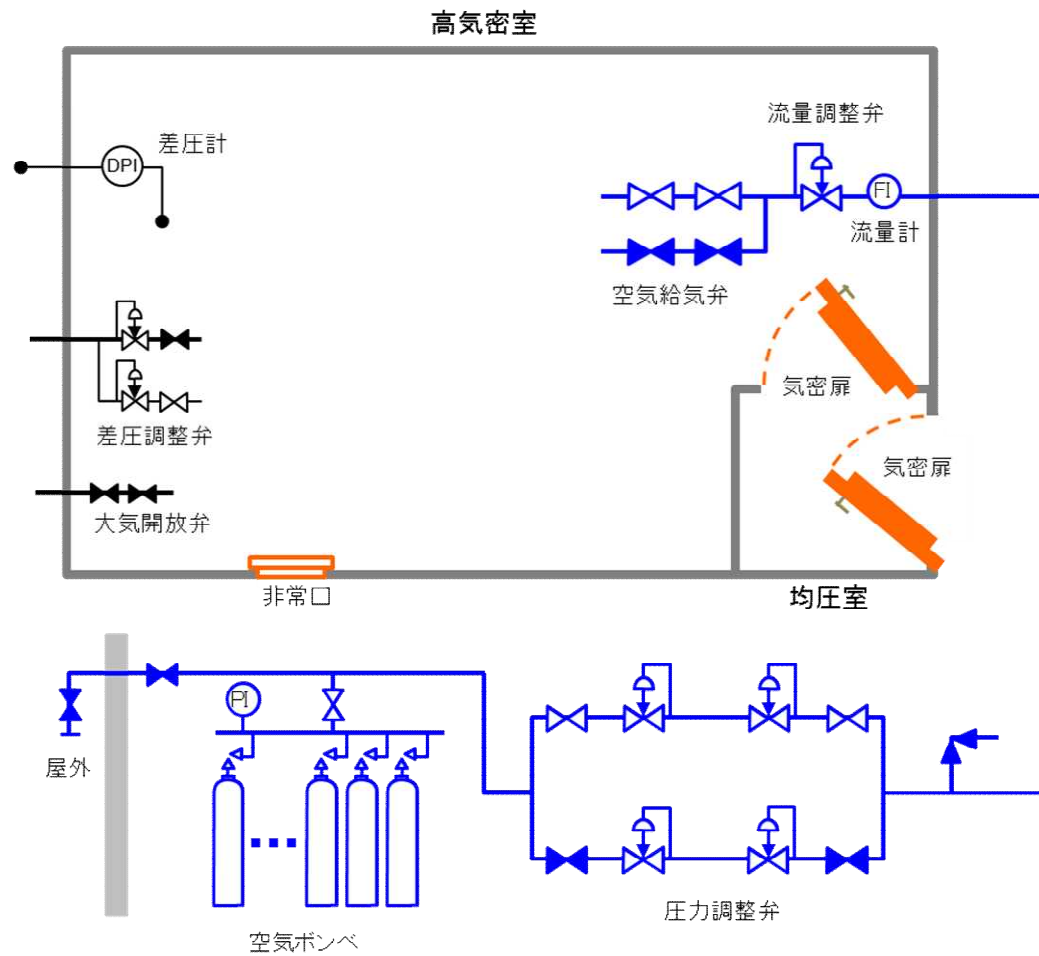 高気密室
流量調整弁
差圧計
DPI
FI
流量計
空気給気弁
気密扉
差圧調整弁
気密扉
大気開放弁
非常口
均圧室
PI
屋外
圧力調整弁
空気ボンベ